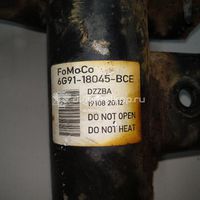 FoMoCo
6G91-18045-BCE
DZZBA
19108 20:12
DO NOT OPEN
DO NOT HEAT